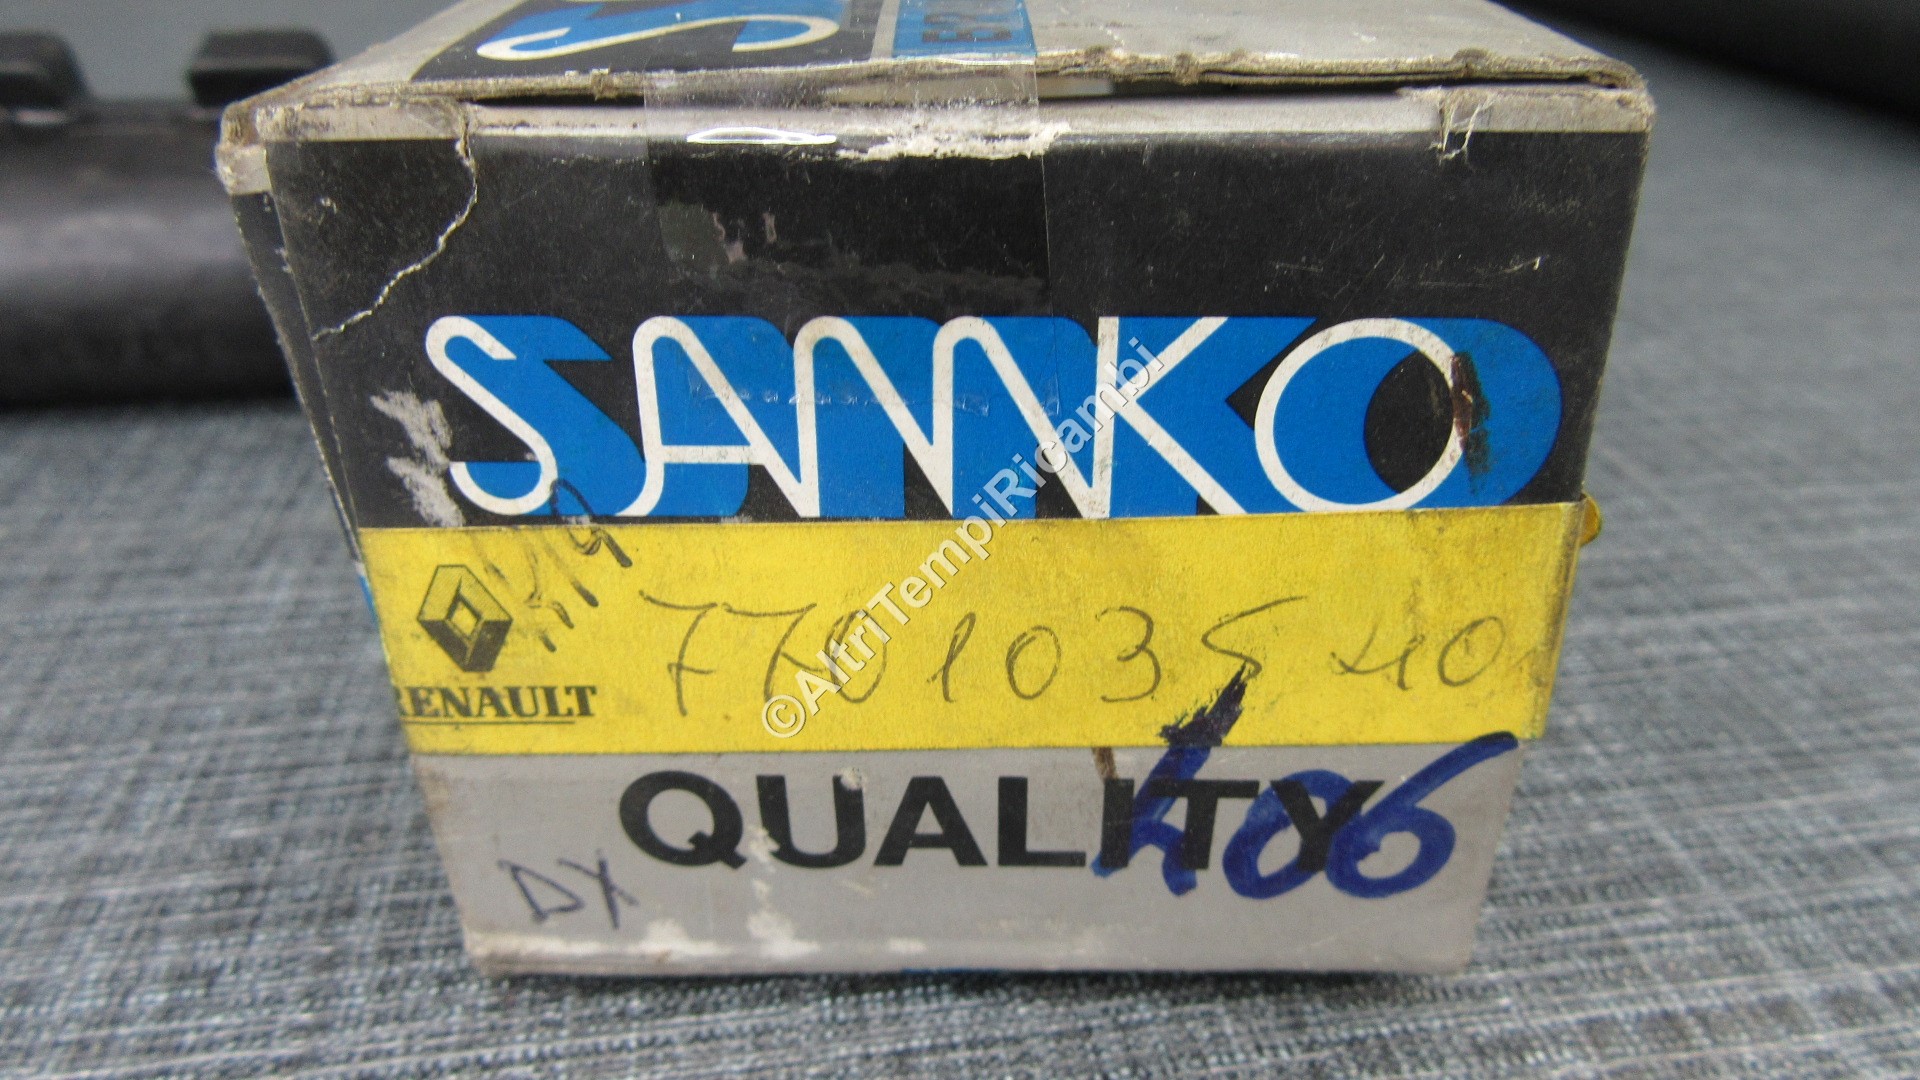 SAMKO
©AltriTempiRicambi
RENAULT
7701035 40
QUALITY
406
DX